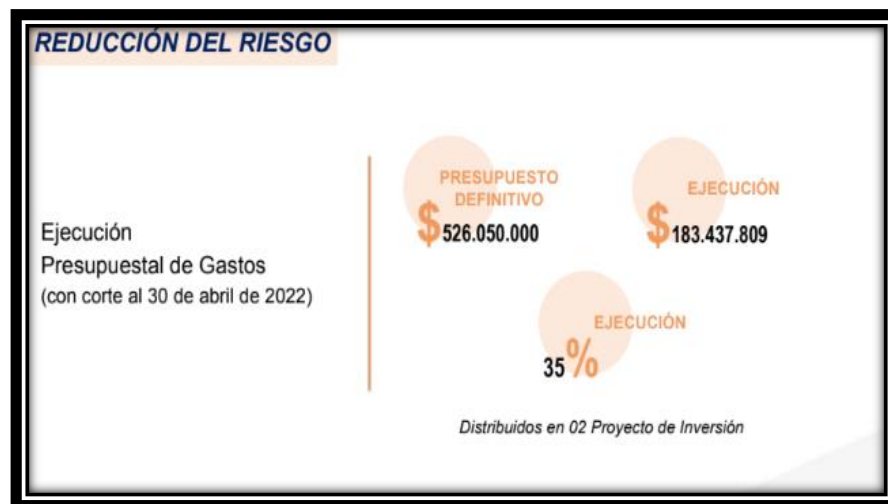 REDUCCIÓN DEL RIESGO
Ejecución
Presupuestal de Gastos
(con corte al 30 de abril de 2022)
PRESUPUESTO
DEFINITIVO
$ 526.050.000
EJECUCIÓN
$ 183.437.809
EJECUCIÓN
35 %
Distribuidos en 02 Proyecto de Inversión